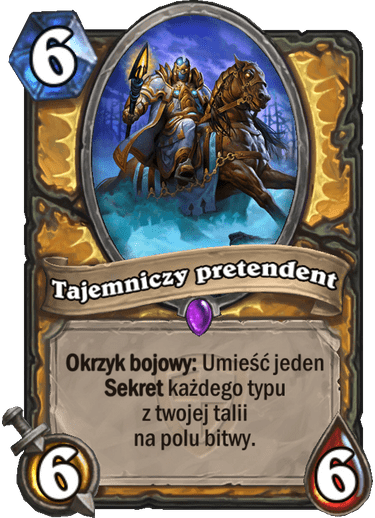 6
Tajemniczy pretendent
Okrzyk bojowy: Umieść jeden
Sekret każdego typu
z twojej talii
na polu bitwy.
6
6